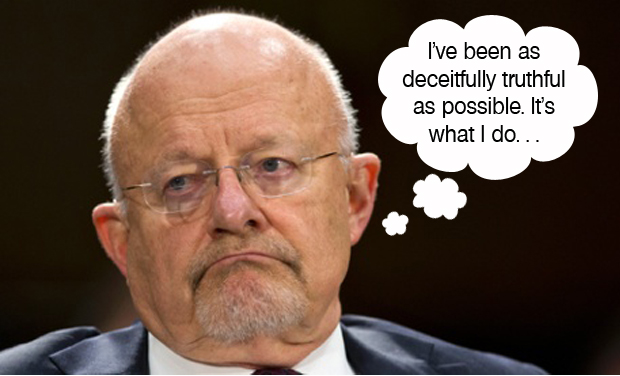 I've been as
deceitfully truthful
as possible. It's
what I do. . .